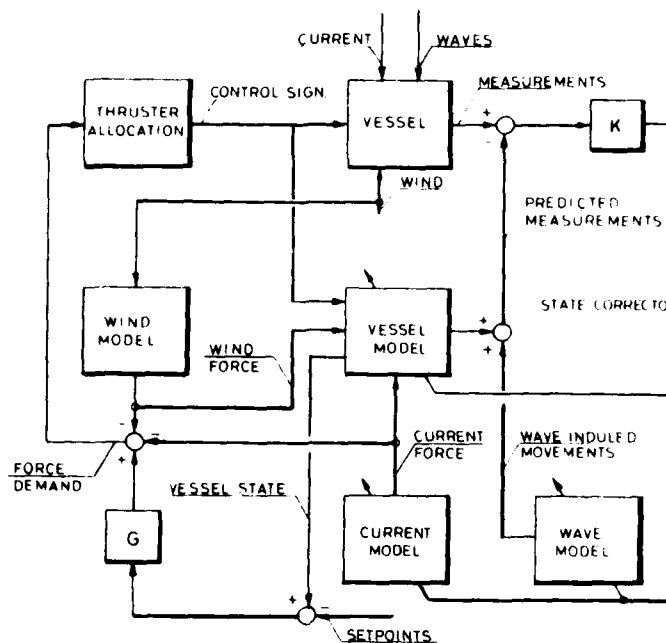 CURRENT
WAVES
THRUSTER
ALLOCATION
CONTROL SIGN.
VESSEL
MEASUREMENTS
+
−
K
WIND
PREDICTED
MEASUREMENTS
WIND
MODEL
VESSEL
MODEL
+
+
STATE CORRECTO
WIND
FORCE
−
−
+
FORCE
DEMAND
CURRENT
FORCE
WAVE INDULED
MOVEMENTS
VESSEL STATE
G
CURRENT
MODEL
WAVE
MODEL
+
−
SETPOINTS